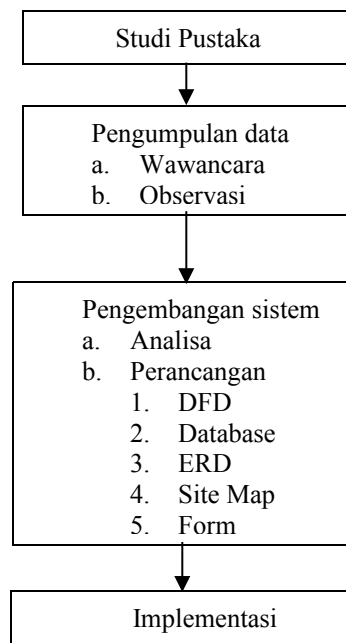 Studi Pustaka
Pengumpulan data
a. Wawancara
b. Observasi
Pengembangan sistem
a. Analisa
b. Perancangan
1. DFD
2. Database
3. ERD
4. Site Map
5. Form
Implementasi